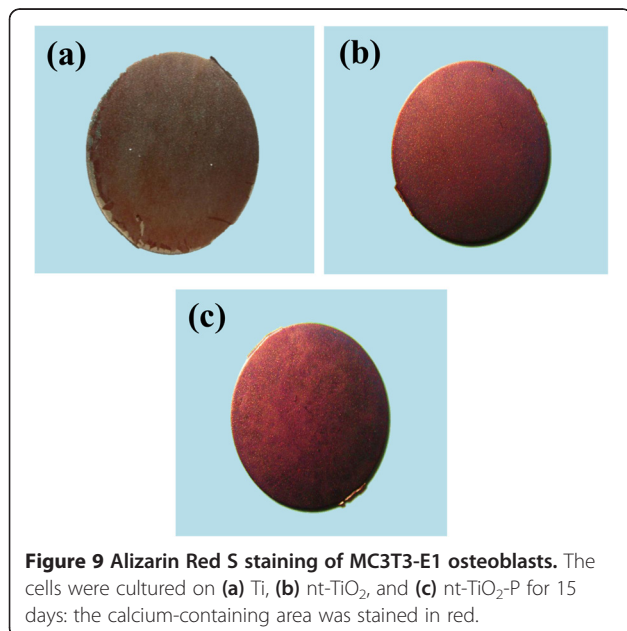 (a)
(b)
(c)
Figure 9 Alizarin Red S staining of MC3T3-E1 osteoblasts. The
cells were cultured on (a) Ti, (b) nt-TiO₂, and (c) nt-TiO₂-P for 15
days: the calcium-containing area was stained in red.